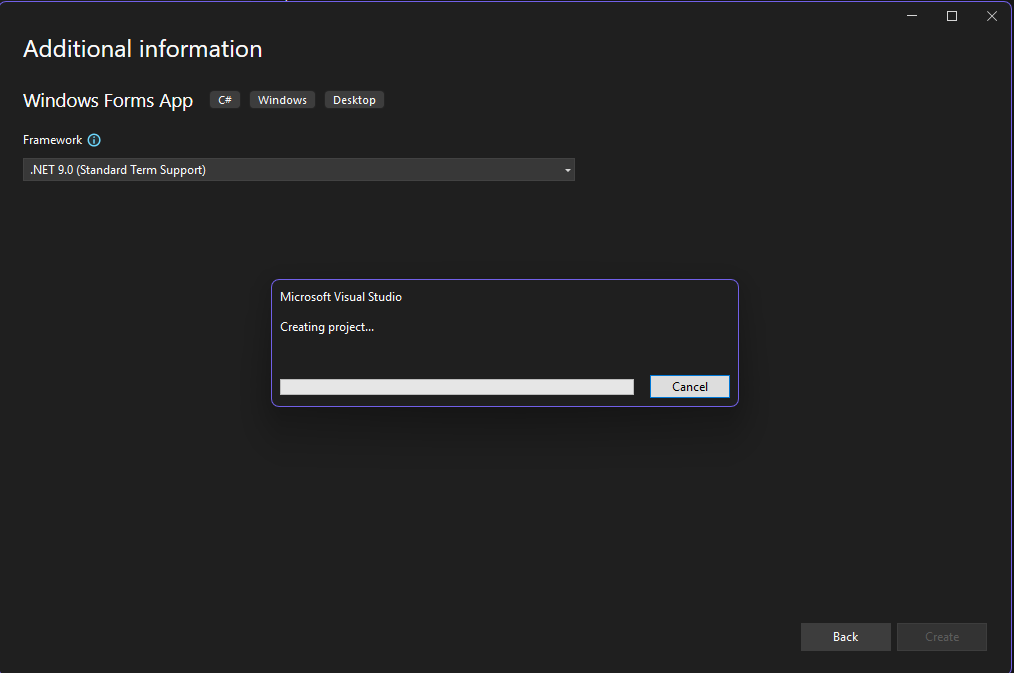 Additional information
Windows Forms App C# Windows Desktop
Framework
.NET 9.0 (Standard Term Support)
Microsoft Visual Studio
Creating project...
Cancel
Back Create